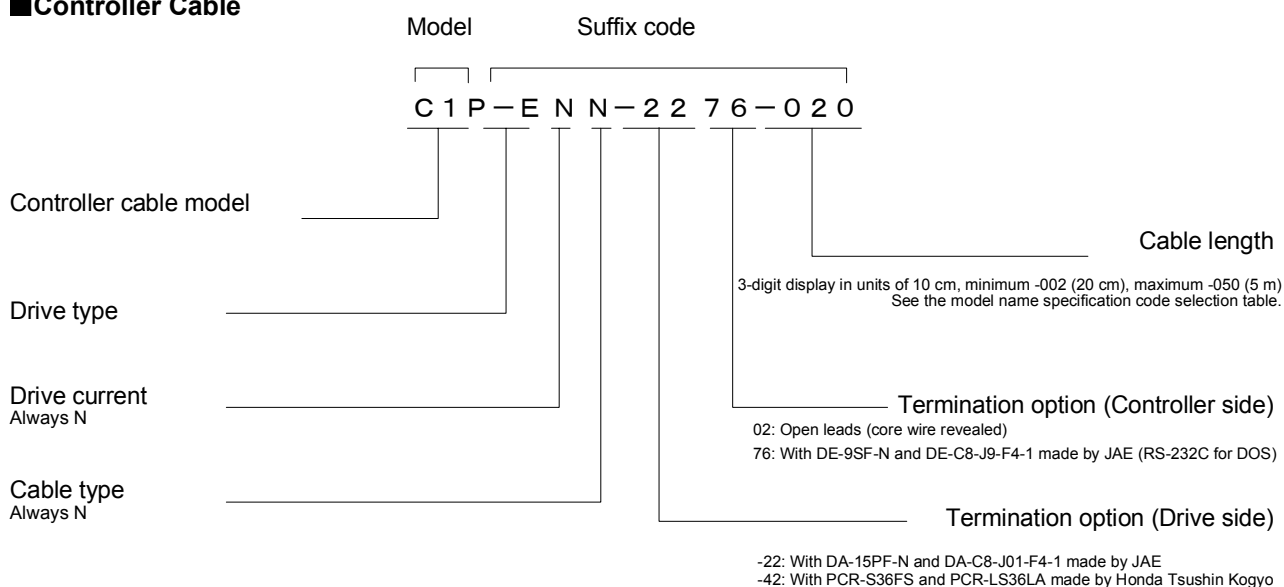 ■Controller Cable
Model
Suffix code
C1P－ENN－2276－020
Controller cable model
Cable length
3-digit display in units of 10 cm, minimum -002 (20 cm), maximum -050 (5 m)
See the model name specification code selection table.
Drive type
Drive current
Always N
Termination option (Controller side)
02: Open leads (core wire revealed)
76: With DE-9SF-N and DE-C8-J9-F4-1 made by JAE (RS-232C for DOS)
Cable type
Always N
Termination option (Drive side)
-22: With DA-15PF-N and DA-C8-J01-F4-1 made by JAE
-42: With PCR-S36FS and PCR-LS36LA made by Honda Tsushin Kogyo